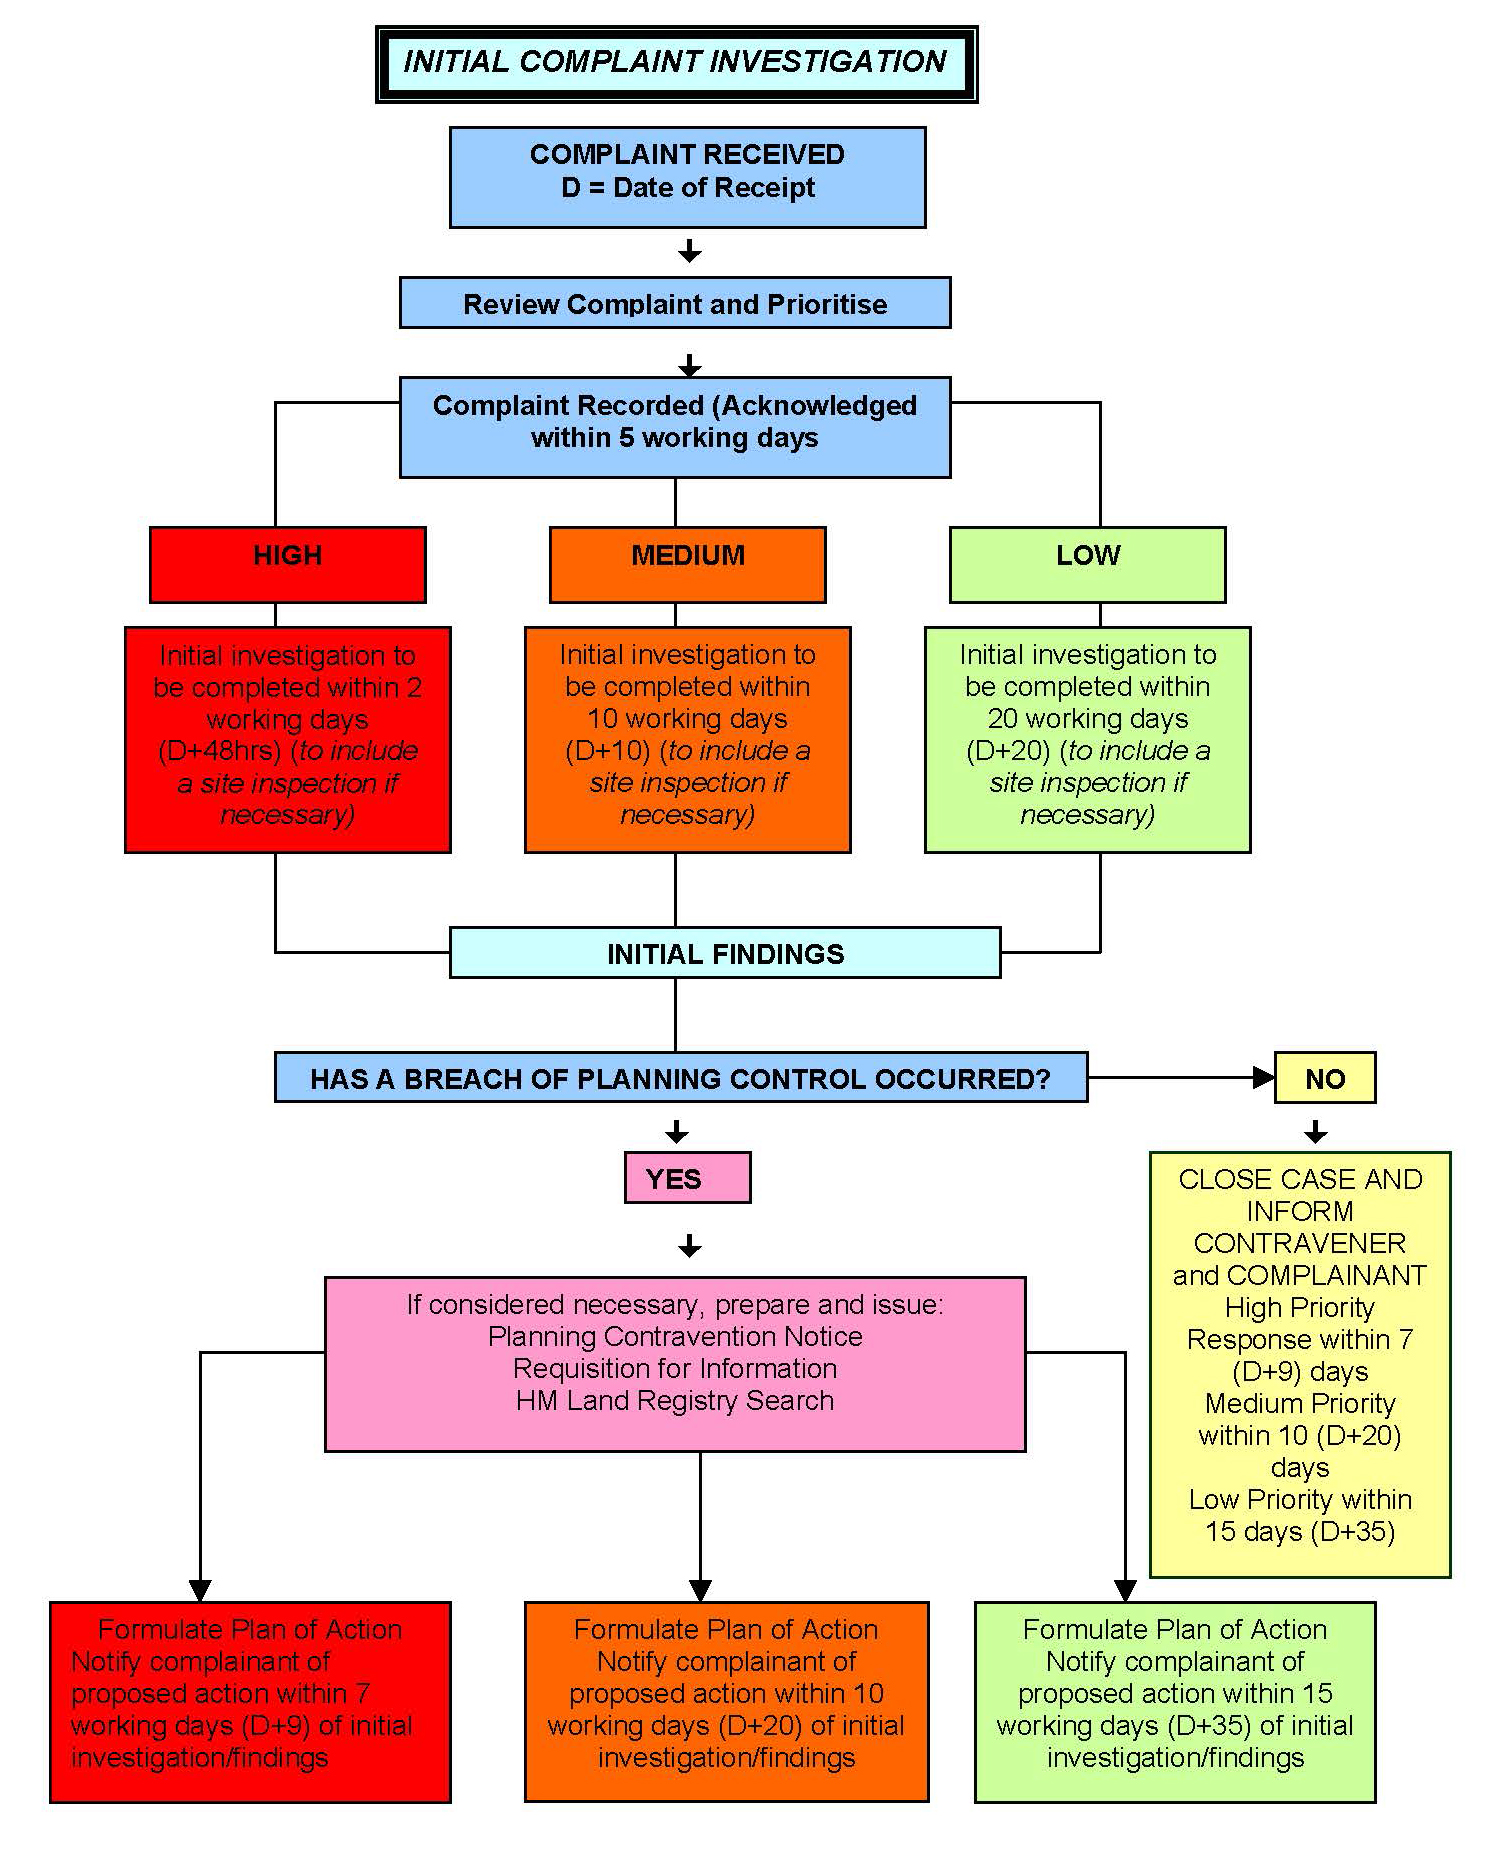 INITIAL COMPLAINT INVESTIGATION
COMPLAINT RECEIVED
D = Date of Receipt
Review Complaint and Prioritise
Complaint Recorded (Acknowledged
within 5 working days
HIGH
MEDIUM
LOW
Initial investigation to
be completed within 2
working days
(D+48hrs) (to include
a site inspection if
necessary)
Initial investigation to
be completed within
10 working days
(D+10) (to include a
site inspection if
necessary)
Initial investigation to
be completed within
20 working days
(D+20) (to include a
site inspection if
necessary)
INITIAL FINDINGS
HAS A BREACH OF PLANNING CONTROL OCCURRED?
NO
YES
CLOSE CASE AND
INFORM
CONTRAVENER
and COMPLAINANT
High Priority
Response within 7
(D+9) days
Medium Priority
within 10 (D+20)
days
Low Priority within
15 days (D+35)
If considered necessary, prepare and issue:
Planning Contravention Notice
Requisition for Information
HM Land Registry Search
Formulate Plan of Action
Notify complainant of
proposed action within 7
working days (D+9) of initial
investigation/findings
Formulate Plan of Action
Notify complainant of
proposed action within 10
working days (D+20) of initial
investigation/findings
Formulate Plan of Action
Notify complainant of
proposed action within 15
working days (D+35) of initial
investigation/findings